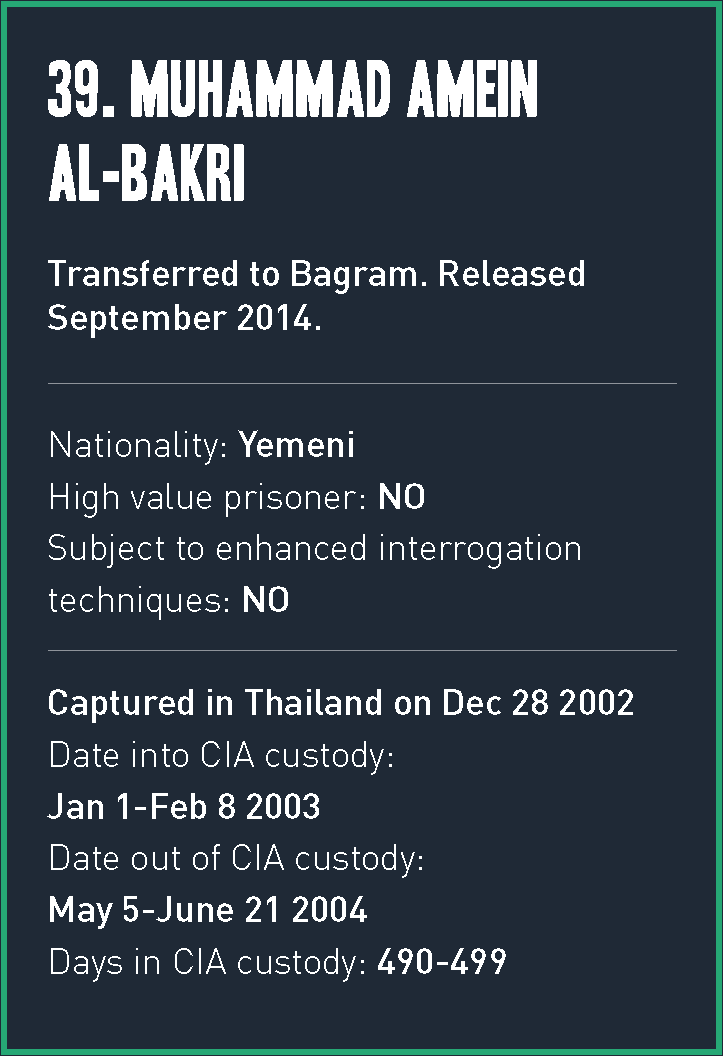 39. MUHAMMAD AMEIN
AL-BAKRI
Transferred to Bagram. Released
September 2014.
Nationality: Yemeni
High value prisoner: NO
Subject to enhanced interrogation
techniques: NO
Captured in Thailand on Dec 28 2002
Date into CIA custody:
Jan 1-Feb 8 2003
Date out of CIA custody:
May 5-June 21 2004
Days in CIA custody: 490-499